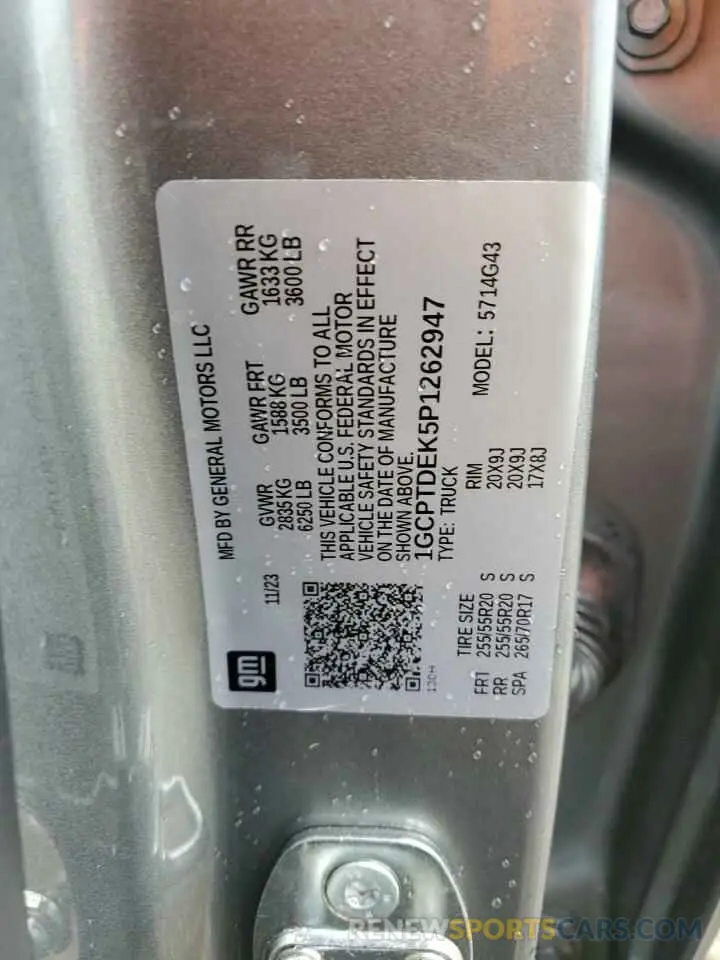 MFD BY GENERAL MOTORS LLC
11/23
GVWR GAWR FRT GAWR RR
2835 KG 1588 KG 1633 KG
6250 LB 3500 LB 3600 LB
THIS VEHICLE CONFORMS TO ALL
APPLICABLE U.S. FEDERAL MOTOR
VEHICLE SAFETY STANDARDS IN EFFECT
ON THE DATE OF MANUFACTURE
SHOWN ABOVE.
1GCPTDEK5P1262947
TYPE: TRUCK
gm
130H
TIRE SIZE RIM MODEL: 5714G43
FRT 255/55R20 S 20X9J
RR 255/55R20 S 20X9J
SPA 265/70R17 S 17X8J
RENEWSPORTSCARS.COM